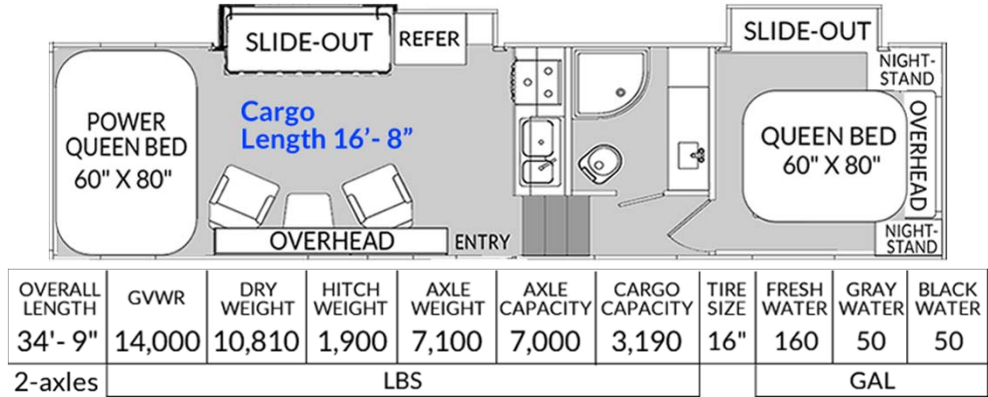 SLIDE-OUT
REFER
SLIDE-OUT
NIGHT-
STAND
Cargo
Length 16’- 8”
POWER
QUEEN BED
60" X 80"
QUEEN BED
60" X 80"
OVERHEAD
OVERHEAD
ENTRY
NIGHT-
STAND
OVERALL LENGTH GVWR DRY WEIGHT HITCH WEIGHT AXLE WEIGHT AXLE CAPACITY CARGO CAPACITY TIRE SIZE FRESH WATER GRAY WATER BLACK WATER
34'- 9" 14,000 10,810 1,900 7,100 7,000 3,190 16" 160 50 50
2-axles LBS GAL